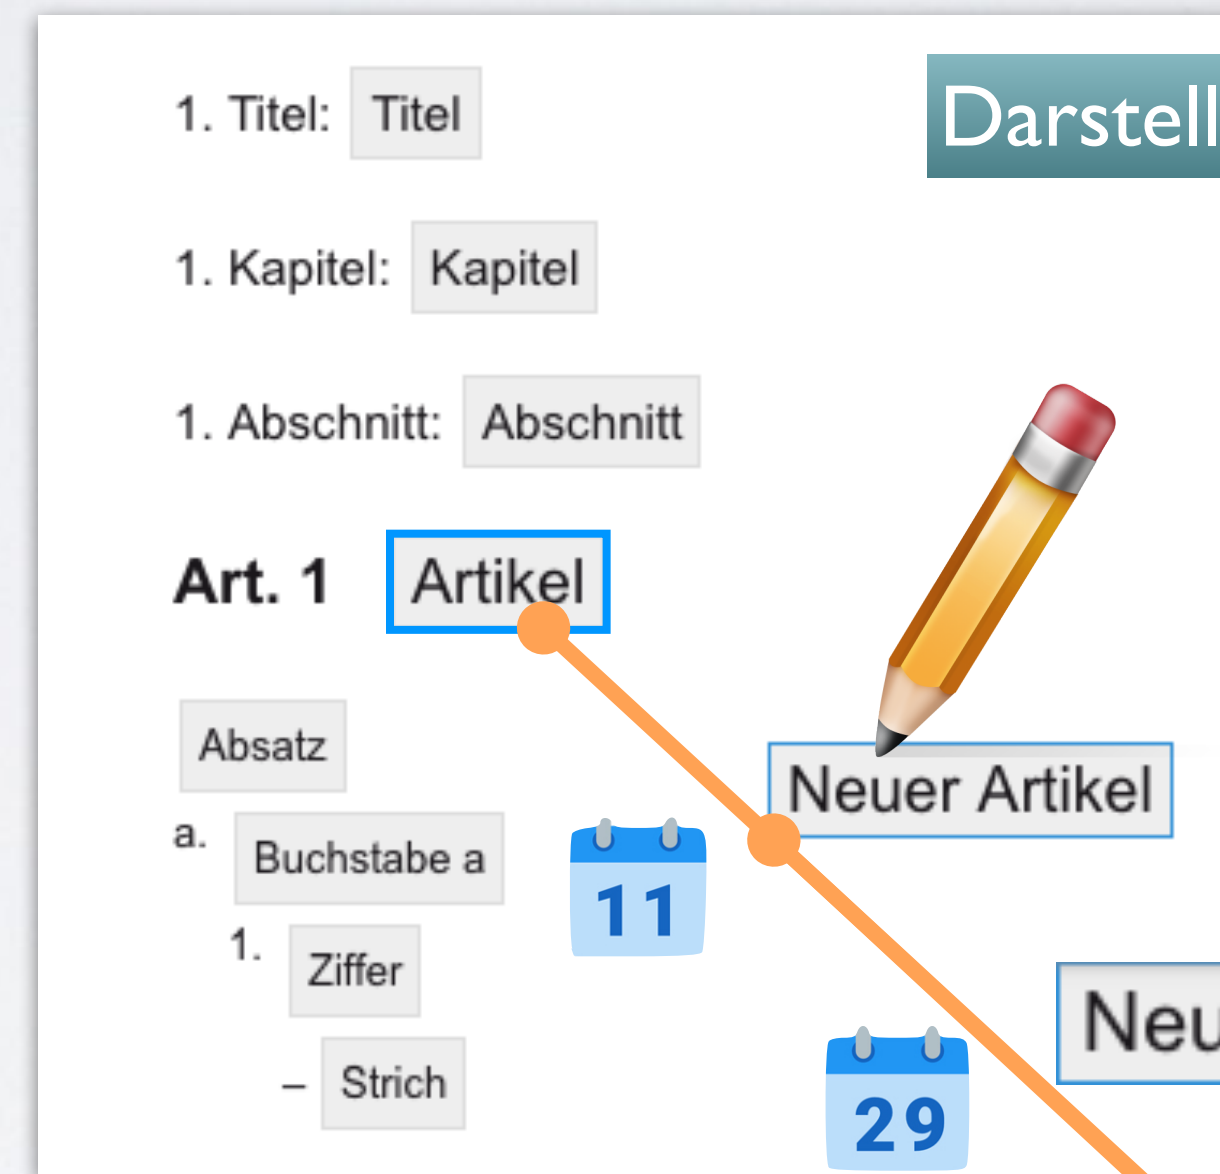 1. Titel: Titel
Darstell
1. Kapitel: Kapitel
1. Abschnitt: Abschnitt
Art. 1 Artikel
Absatz
Neuer Artikel
a. Buchstabe a
11
1. Ziffer
Neu
– Strich
29